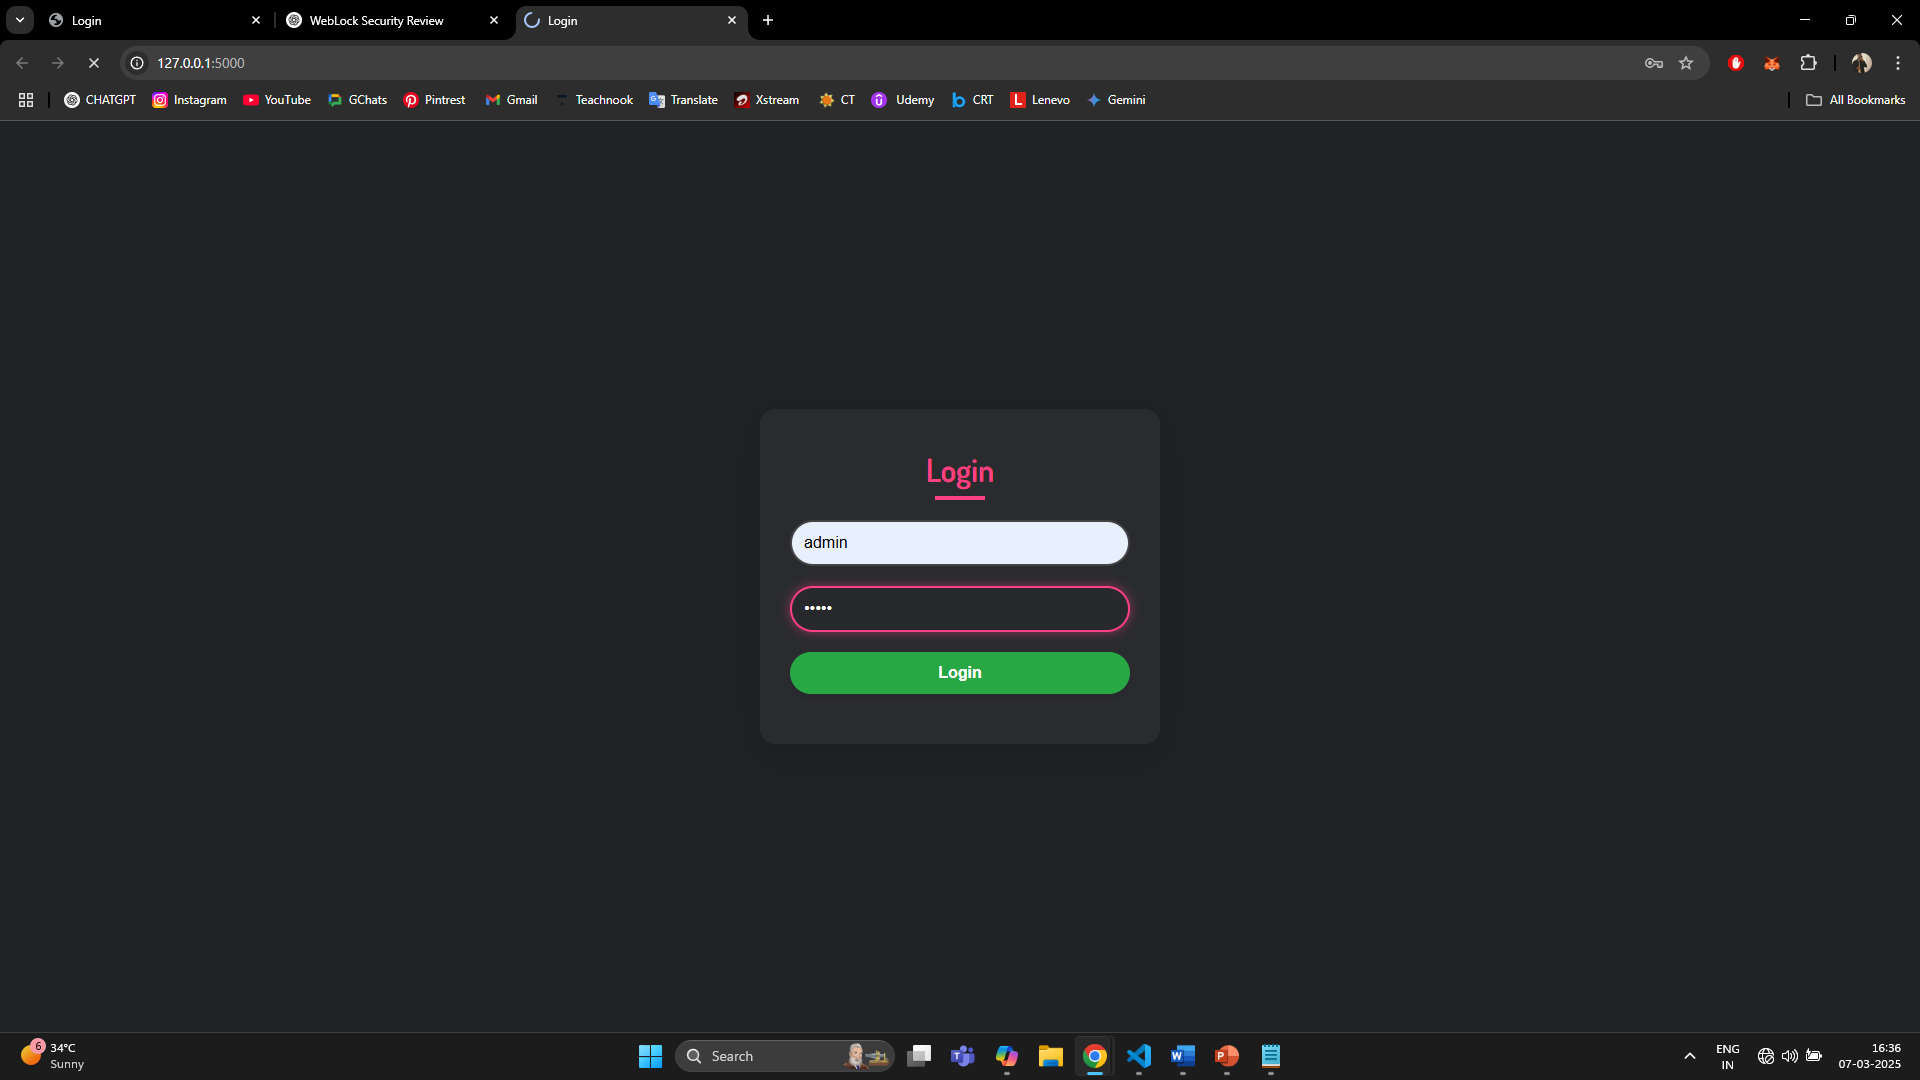 Login
WebLock Security Review
Login
127.0.0.1:5000
CHATGPT
Instagram
YouTube
GChats
Pintrest
Gmail
Teachnook
Translate
Xstream
CT
Udemy
CRT
Lenevo
Gemini
All Bookmarks
Login
admin
•••••
Login
6
34°C
Sunny
Search
ENG
IN
16:36
07-03-2025